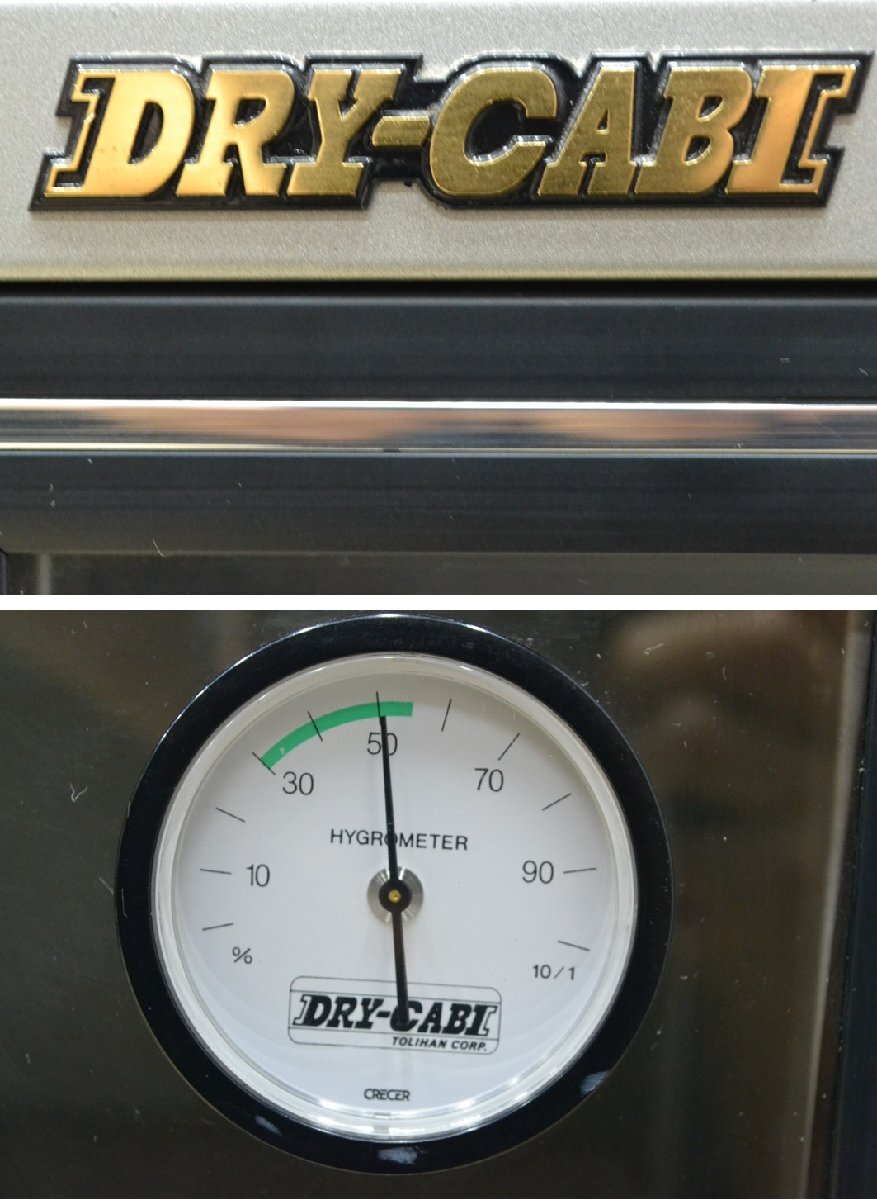 DRY-CABI
50
30
70
HYGROMETER
10
90
%
10/1
DRY-CABI
TOLIHAN CORP.
CRECER